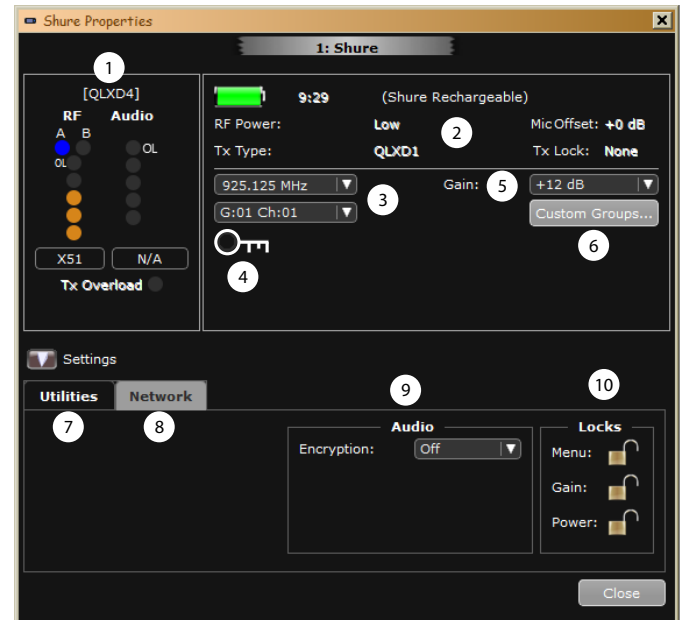 Shure Properties
1: Shure
1
[QLXD4]
RF Audio
A B
OL
OL
X51 N/A
Tx Overload
9:29 (Shure Rechargeable)
RF Power: Low 2 Mic Offset: +0 dB
Tx Type: QLXD1 Tx Lock: None
925.125 MHz Gain: 5 +12 dB
G:01 Ch:01 3 Custom Groups...
4 6
Settings
Utilities Network 9 10
7 8
Audio Locks
Encryption: Off Menu:
Gain:
Power:
Close